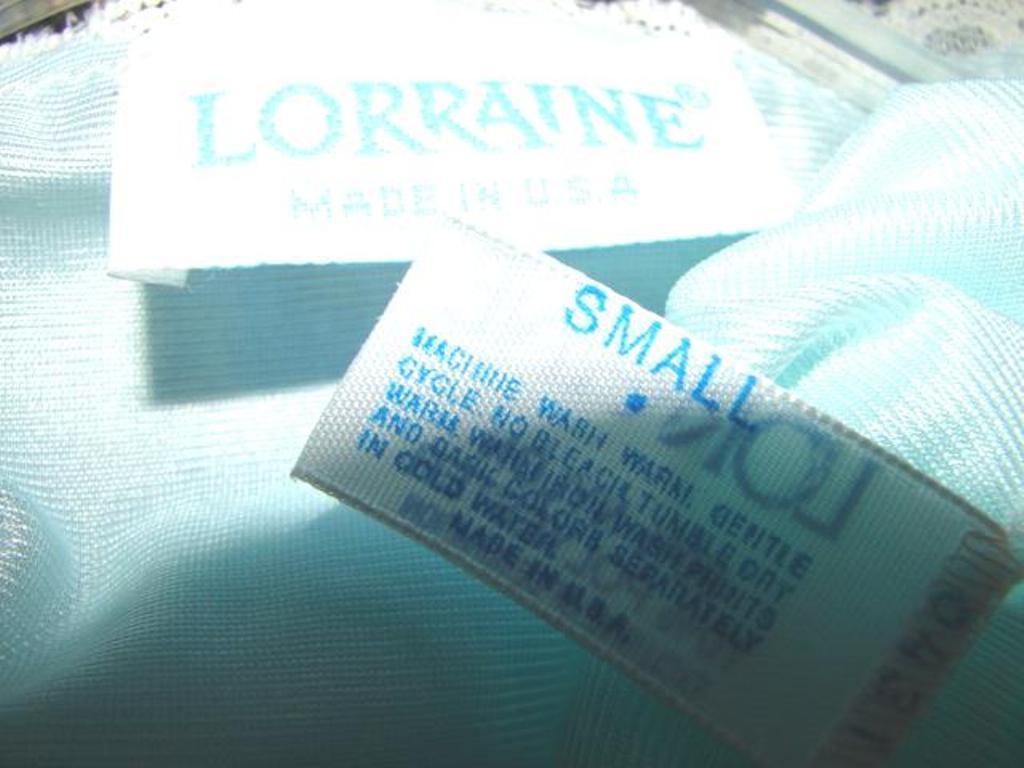 LORRAINE®
MADE IN U.S.A
SMALL
MACHINE WASH WARM, GENTLE
CYCLE. NO BLEACH. TUMBLE DRY
WARM. WARM IRON. WASH PRINTS
AND DARK COLORS SEPARATELY
IN COLD WATER.
MADE IN U.S.A.